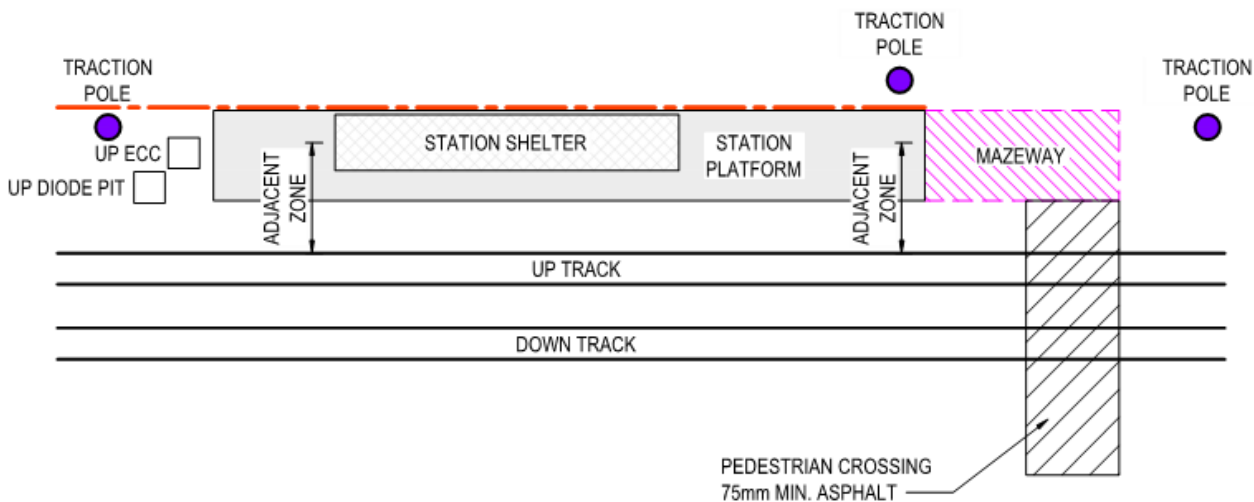 TRACTION
POLE
TRACTION
POLE
TRACTION
POLE
UP ECC
UP DIODE PIT
STATION SHELTER
STATION
PLATFORM
MAZEWAY
ADJACENT
ZONE
ADJACENT
ZONE
UP TRACK
DOWN TRACK
PEDESTRIAN CROSSING
75mm MIN. ASPHALT